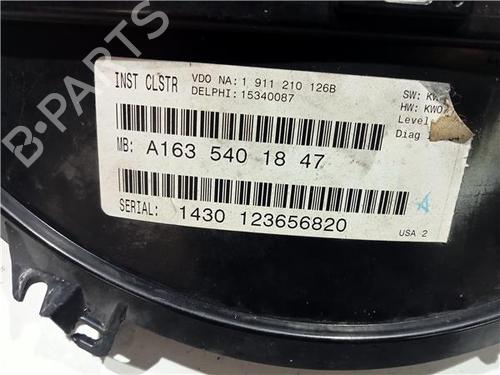 B-PARTS
INST CLSTR
VDO NA: 1 911 210 126B
DELPHI: 15340087
SW: KW
HW: KW0
Level
Diag
MB: A163 540 18 47
SERIAL: 1430 123656820
USA 2